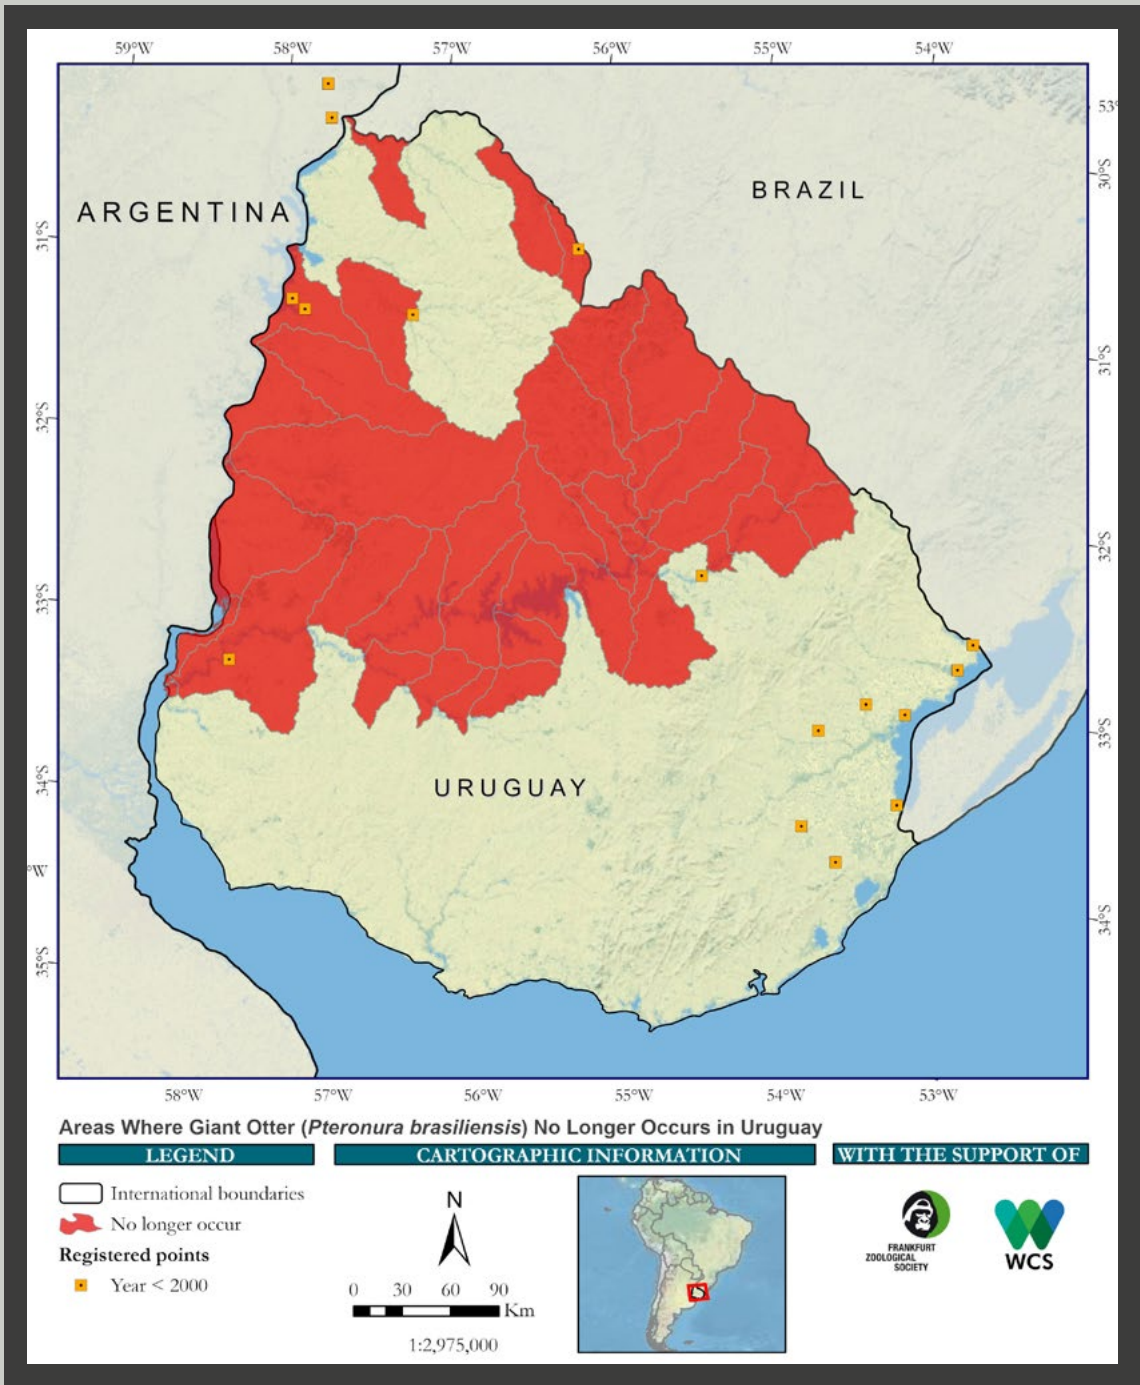 59°W 58°W 57°W 56°W 55°W 54°W
53°
30°S
BRAZIL
ARGENTINA
31°S
31°S
32°S
32°S
33°S
33°S
34°S
URUGUAY
°W
34°S
35°S
58°W 57°W 56°W 55°W 54°W 53°W
Areas Where Giant Otter (Pteronura brasiliensis) No Longer Occurs in Uruguay
LEGEND
International boundaries
No longer occur
Registered points
Year < 2000
CARTOGRAPHIC INFORMATION
N
0 30 60 90
Km
1:2,975,000
WITH THE SUPPORT OF
FRANKFURT
ZOOLOGICAL
SOCIETY
WCS